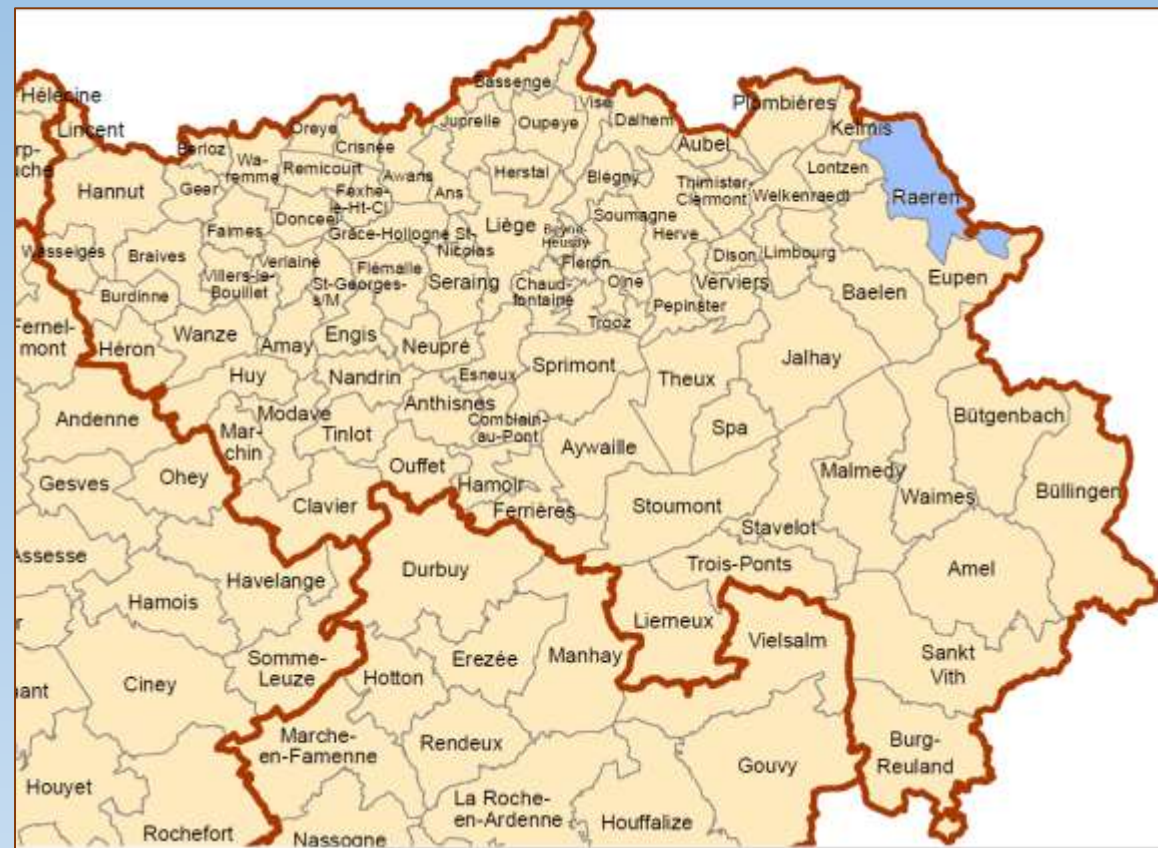 Bassenge
Hélécine
Visé
Plombières
Lincent
Juprelle
Oupeye
Dalhem
Oreye
Kelmis
Crisnée
Aubel
Berloz
Wa-
remme
Remicourt
Awans
Ans
Herstal
Blégny
Lontzen
Hannut
Geer
Fexhe-
le-Ht-Cl
Thimister-
Clermont
Welkenraedt
Raeren
Donceel
Liège
Soumagne
Faimes
Grâce-Hollogne
St-
Nicolas
Beyne-
Heusay
Herve
Wasseiges
Braives
Verlaine
Flémalle
Fléron
Dison
Limbourg
Villers-le-
Bouillet
St-Georges-
s/M
Seraing
Chaud-
fontaine
Olne
Verviers
Eupen
Burdinne
Pepinster
Baelen
Trooz
Fernel-
mont
Héron
Wanze
Amay
Engis
Neupré
Sprimont
Jalhay
Huy
Nandrin
Esneux
Theux
Andenne
Modave
Anthisnes
Comblain-
au-Pont
Spa
Bütgenbach
Mar-
chin
Tinlot
Aywaille
Gesves
Ohey
Ouffet
Malmedy
Waimes
Büllingen
Hamoir
Clavier
Ferrières
Stoumont
Stavelot
Assesse
Havelange
Durbuy
Trois-Ponts
Amel
Hamois
Lierneux
Vielsalm
Somme-
Leuze
Erezée
Manhay
Sankt
Vith
Ciney
Hotton
Marche-
en-Famenne
Rendeux
Burg-
Reuland
Houyet
Gouvy
La Roche-
en-Ardenne
Houffalize
Rochefort
Nassogne